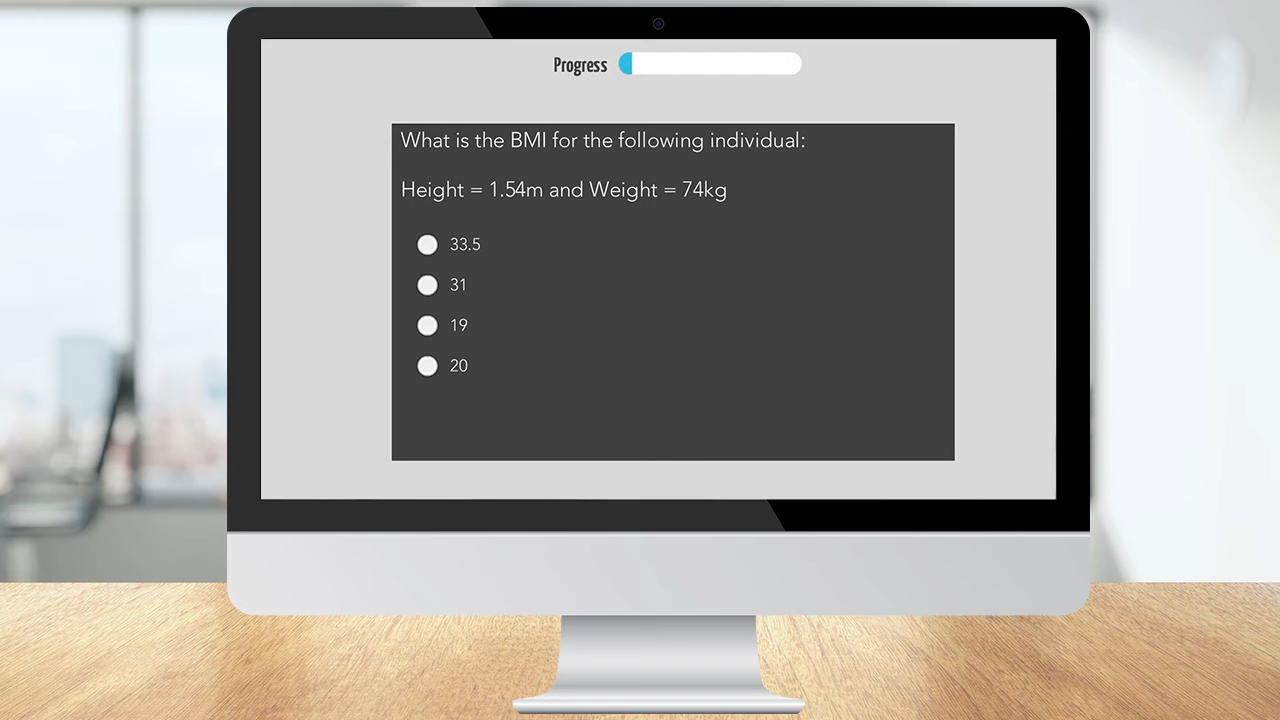 Progress
What is the BMI for the following individual:
Height = 1.54m and Weight = 74kg
33.5
31
19
20